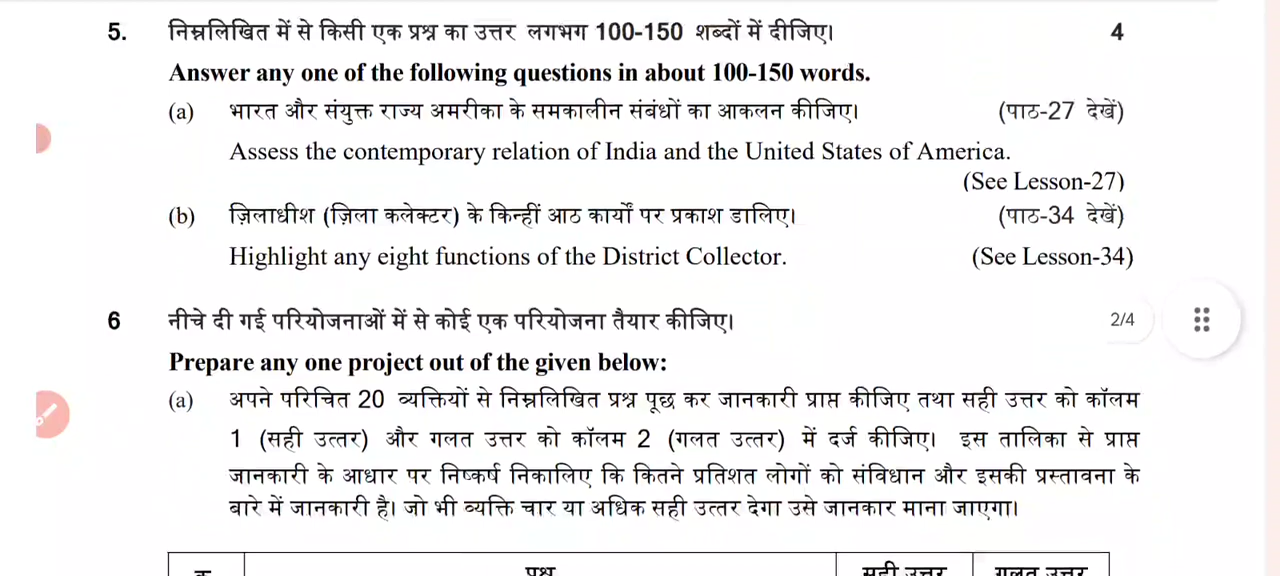 5. निम्नलिखित में से किसी एक प्रश्न का उत्तर लगभग 100-150 शब्दों में दीजिए। 4
Answer any one of the following questions in about 100-150 words.
(a) भारत और संयुक्त राज्य अमरीका के समकालीन संबंधों का आकलन कीजिए। (पाठ-27 देखें)
Assess the contemporary relation of India and the United States of America.
(See Lesson-27)
(b) ज़िलाधीश (ज़िला कलेक्टर) के किन्हीं आठ कार्यों पर प्रकाश डालिए। (पाठ-34 देखें)
Highlight any eight functions of the District Collector. (See Lesson-34)
6 नीचे दी गई परियोजनाओं में से कोई एक परियोजना तैयार कीजिए। 2/4
Prepare any one project out of the given below:
(a) अपने परिचित 20 व्यक्तियों से निम्नलिखित प्रश्न पूछ कर जानकारी प्राप्त कीजिए तथा सही उत्तर को कॉलम
1 (सही उत्तर) और गलत उत्तर को कॉलम 2 (गलत उत्तर) में दर्ज कीजिए। इस तालिका से प्राप्त
जानकारी के आधार पर निष्कर्ष निकालिए कि कितने प्रतिशत लोगों को संविधान और इसकी प्रस्तावना के
बारे में जानकारी है। जो भी व्यक्ति चार या अधिक सही उत्तर देगा उसे जानकार माना जाएगा।
प्रश्न सही उत्तर गलत उत्तर